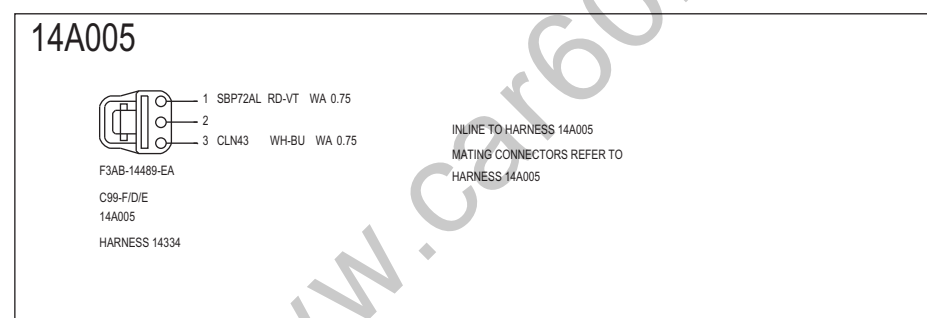 14A005
1 SBP72AL RD-VT WA 0.75
2
3 CLN43 WH-BU WA 0.75
F3AB-14489-EA
C99-F/D/E
14A005
HARNESS 14334
INLINE TO HARNESS 14A005
MATING CONNECTORS REFER TO
HARNESS 14A005
w.car60